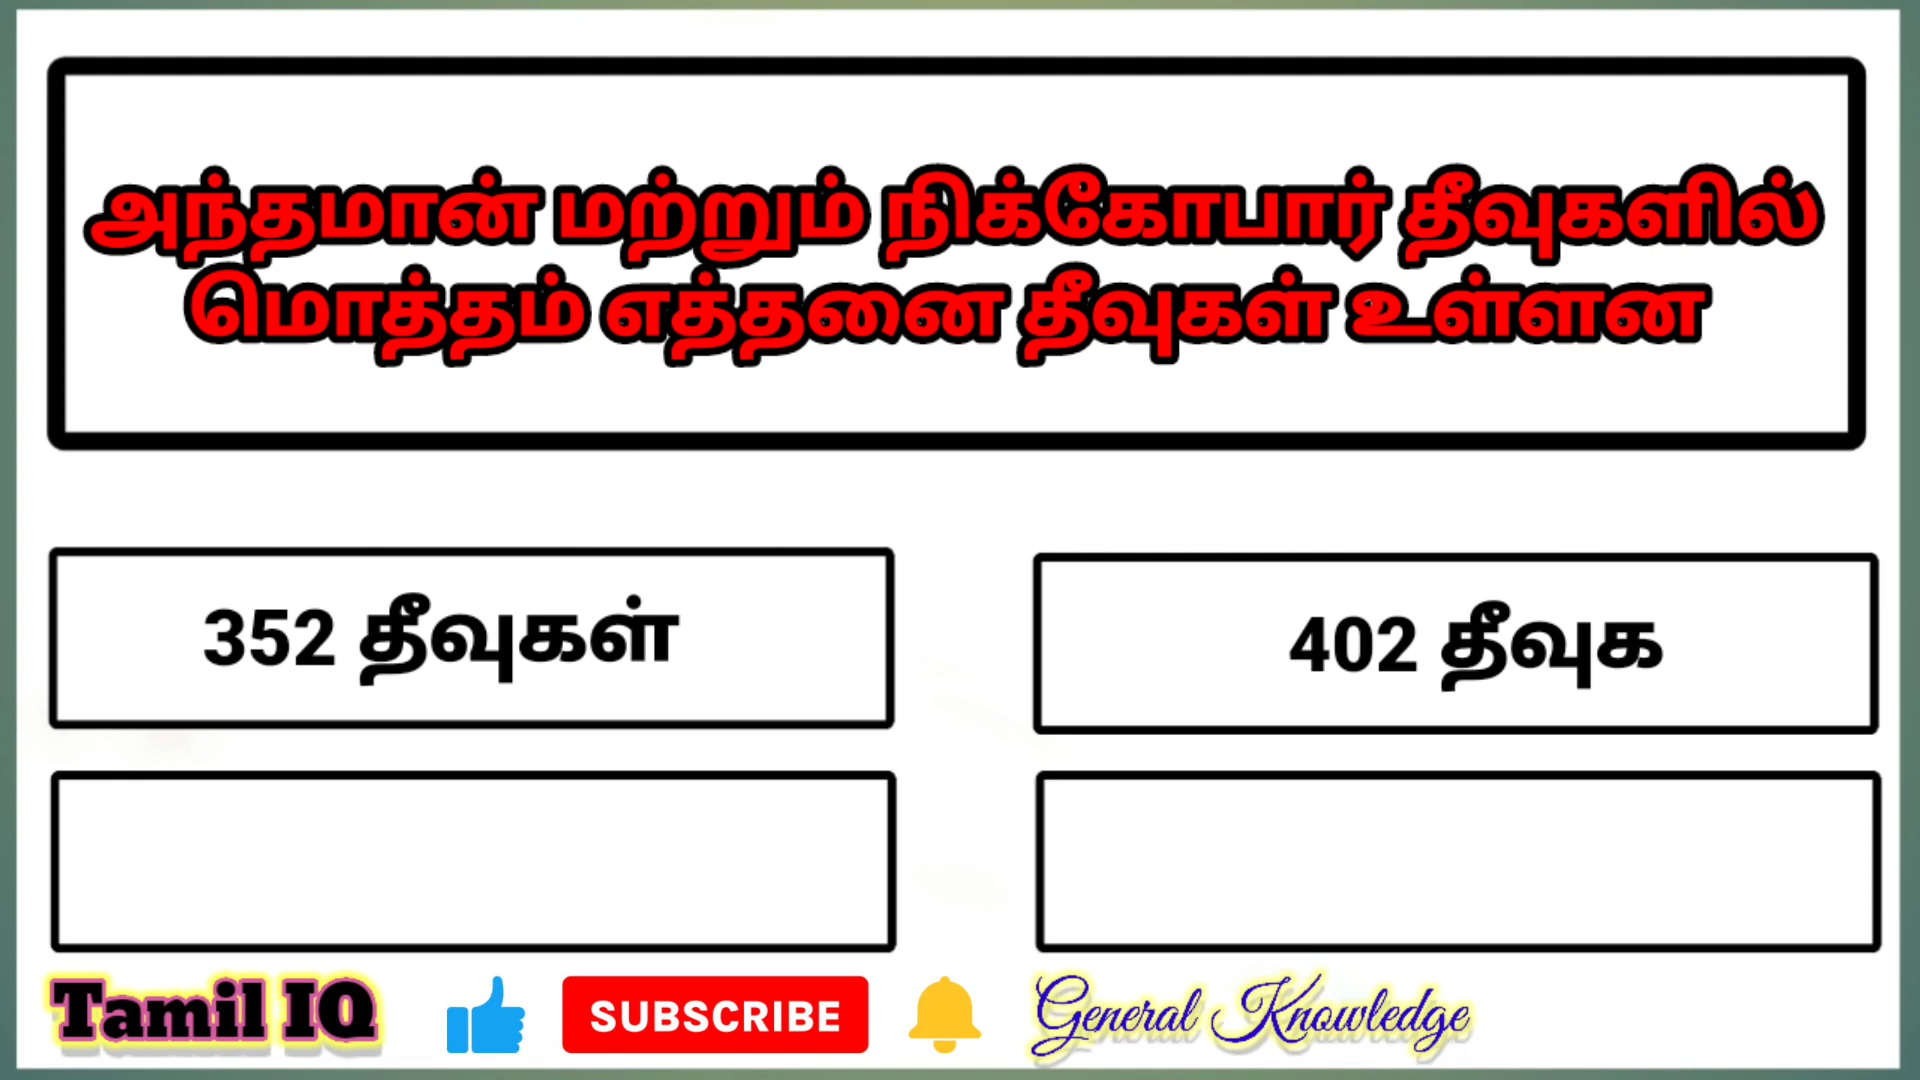 அந்தமான் மற்றும் நிக்கோபார் தீவுகளில்
மொத்தம் எத்தனை தீவுகள் உள்ளன
352 தீவுகள்
402 தீவுக
Tamil IQ
SUBSCRIBE
General Knowledge